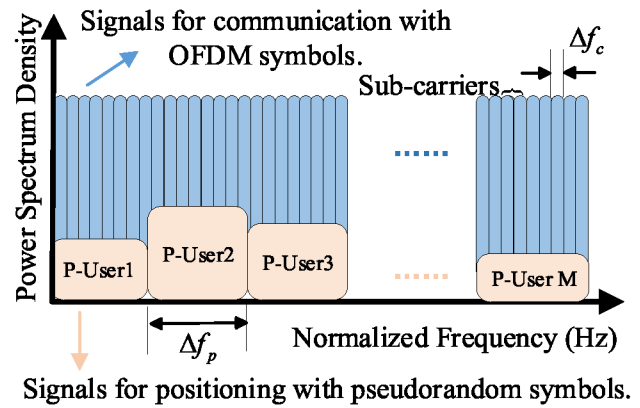 Signals for communication with
OFDM symbols.
Δf_c
Sub-carriers
Power Spectrum Density
P-User1
P-User2
P-User3
P-User M
Δf_p
Normalized Frequency (Hz)
Signals for positioning with pseudorandom symbols.